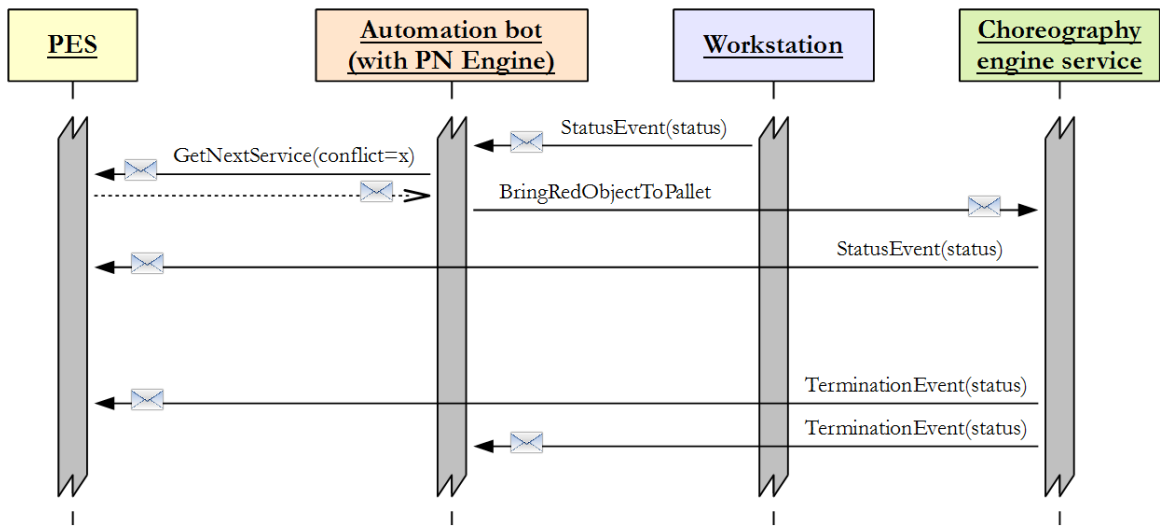 PES
Automation bot
(with PN Engine)
Workstation
Choreography
engine service
StatusEvent(status)
GetNextService(conflict=x)
BringRedObjectToPallet
StatusEvent(status)
TerminationEvent(status)
TerminationEvent(status)